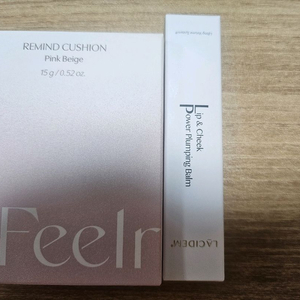 REMIND CUSHION
Pink Beige
15 g / 0.52 oz.
Feelr
Lip & Cheek
Power Plumping Balm
LACIDEM